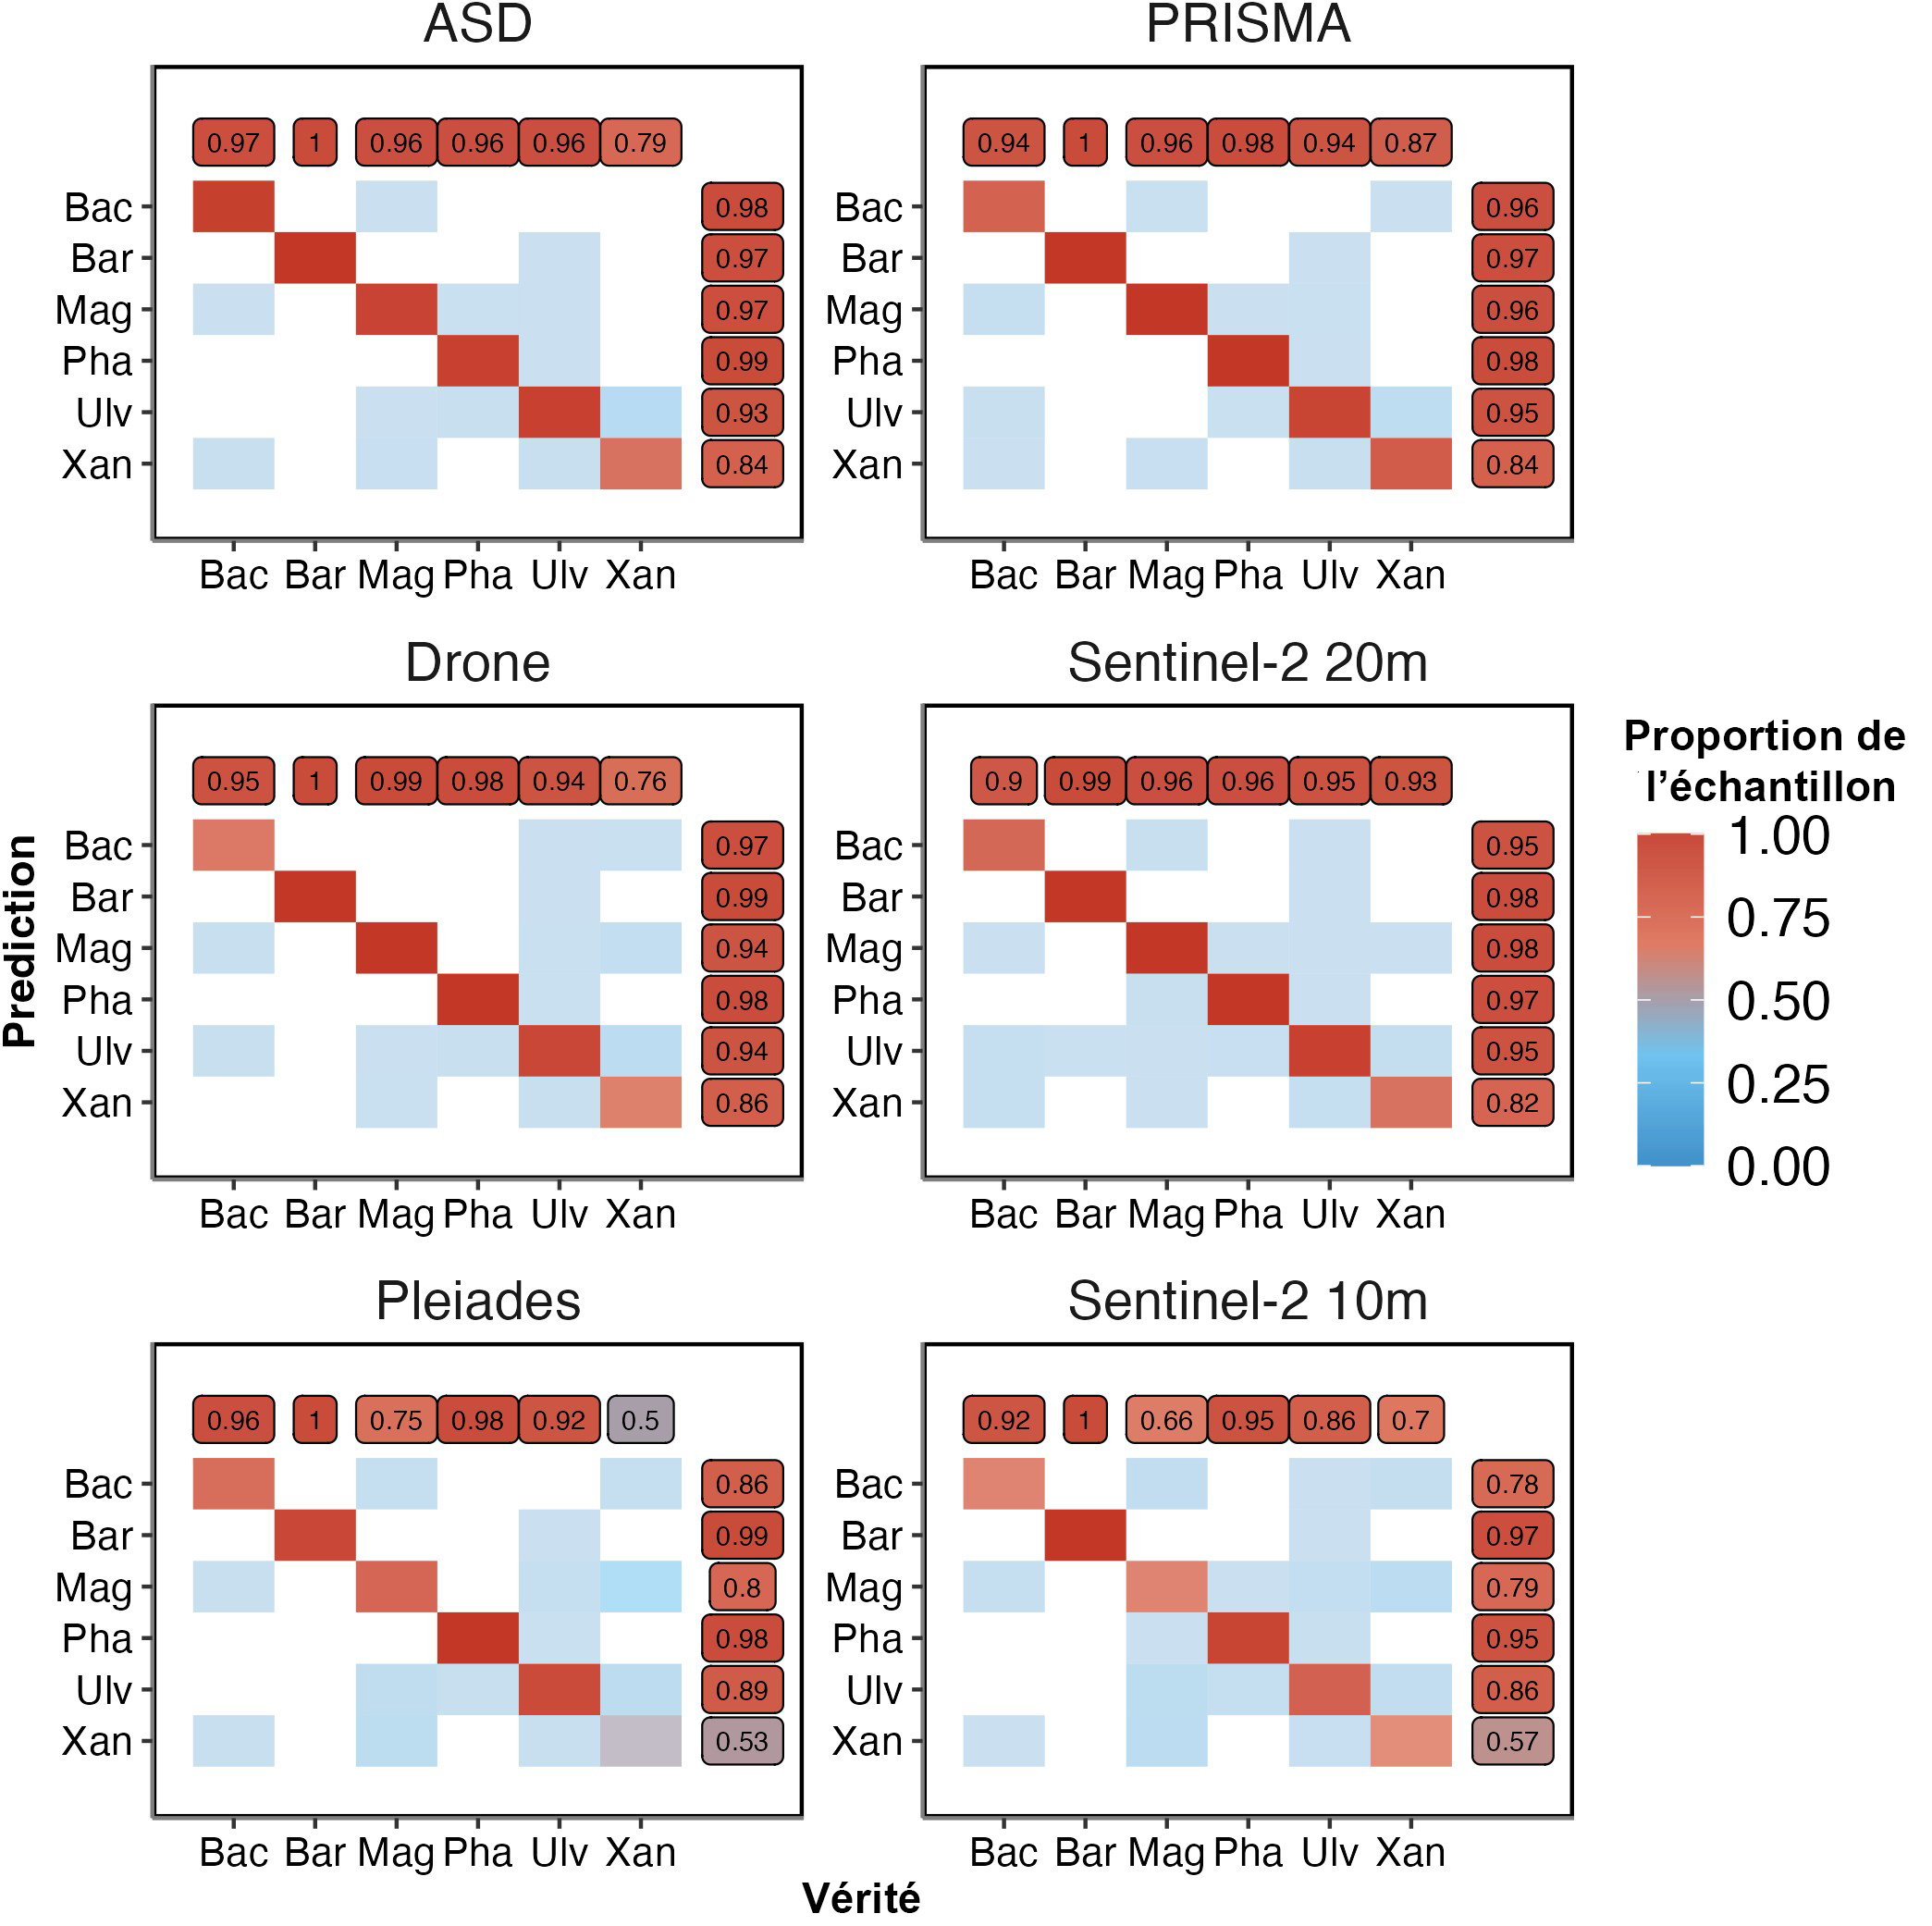 ASD
0.97 1 0.96 0.96 0.96 0.79
Bac 0.98
Bar 0.97
Mag 0.97
Pha 0.99
Ulv 0.93
Xan 0.84
Bac Bar Mag Pha Ulv Xan
PRISMA
0.94 1 0.96 0.98 0.94 0.87
Bac 0.96
Bar 0.97
Mag 0.96
Pha 0.98
Ulv 0.95
Xan 0.84
Bac Bar Mag Pha Ulv Xan
Prediction
Drone
0.95 1 0.99 0.98 0.94 0.76
Bac 0.97
Bar 0.99
Mag 0.94
Pha 0.98
Ulv 0.94
Xan 0.86
Bac Bar Mag Pha Ulv Xan
Sentinel-2 20m
0.9 0.99 0.96 0.96 0.95 0.93
Bac 0.95
Bar 0.98
Mag 0.98
Pha 0.97
Ulv 0.95
Xan 0.82
Bac Bar Mag Pha Ulv Xan
Proportion de
l’échantillon
1.00
0.75
0.50
0.25
0.00
Pleiades
0.96 1 0.75 0.98 0.92 0.5
Bac 0.86
Bar 0.99
Mag 0.8
Pha 0.98
Ulv 0.89
Xan 0.53
Bac Bar Mag Pha Ulv Xan
Sentinel-2 10m
0.92 1 0.66 0.95 0.86 0.7
Bac 0.78
Bar 0.97
Mag 0.79
Pha 0.95
Ulv 0.86
Xan 0.57
Bac Bar Mag Pha Ulv Xan
Vérité